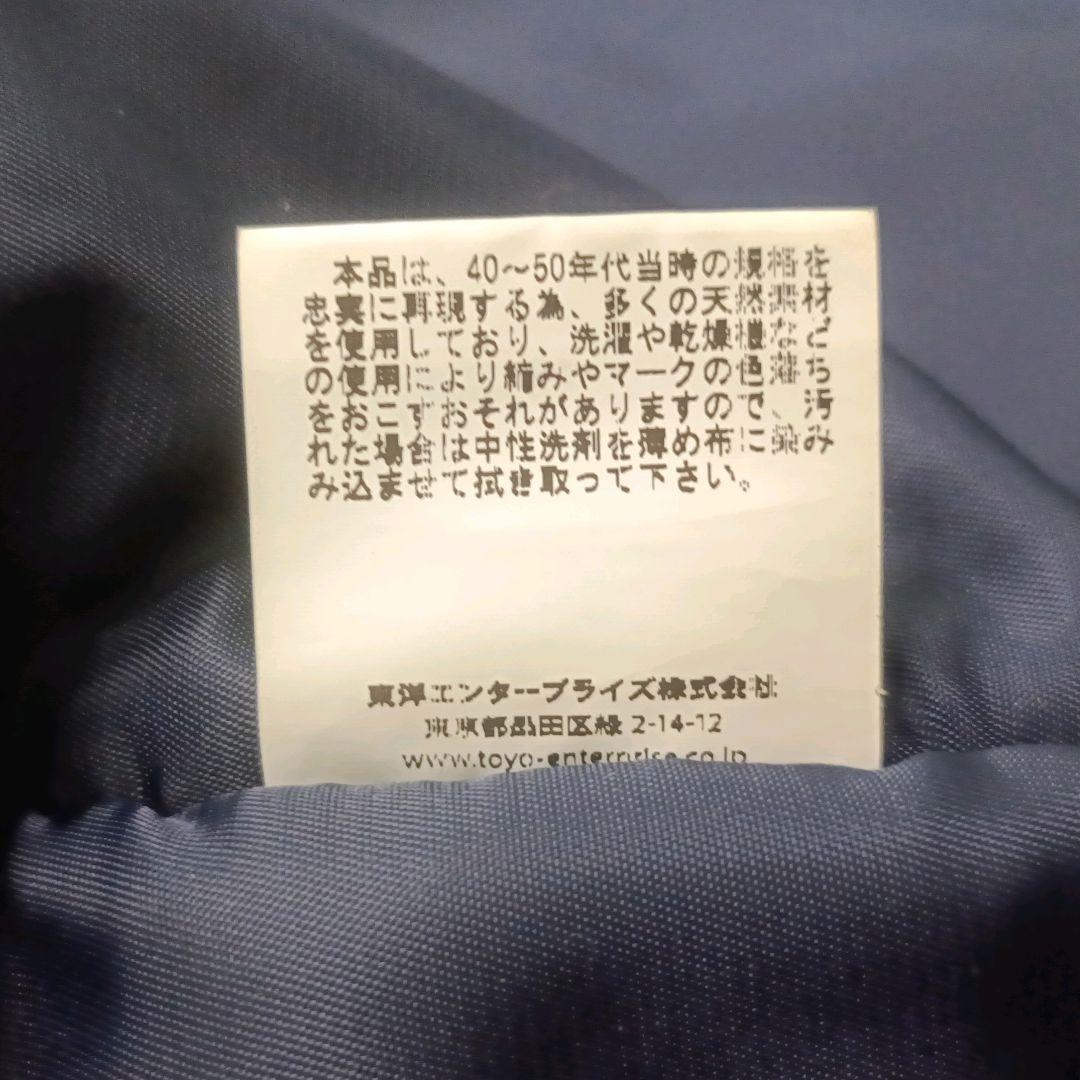 本品は、40〜50年代当時の規格を
忠実に再現する為、多くの天然素材
を使用しており、洗濯や乾燥機など
の使用により縮みやマークの色落ち
をおこすおそれがありますので、汚
れた場合は中性洗剤を薄め布に染み
み込ませて拭き取って下さい。
東洋エンタープライズ株式会社
東京都墨田区緑 2-14-12
www.toyo-enterprise.co.jp